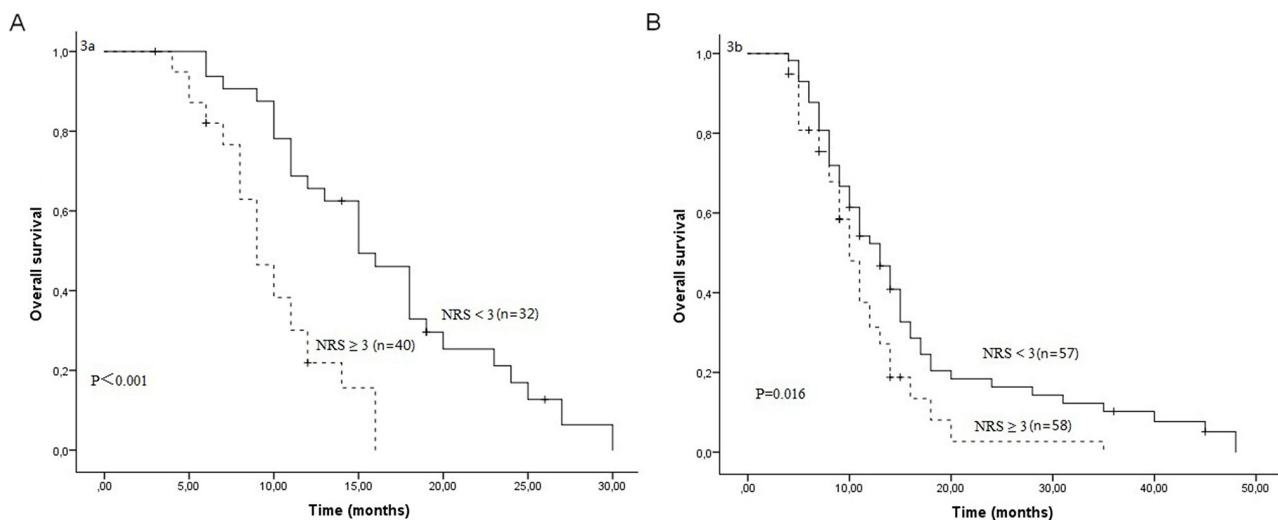 A
3a
1,0
0,8
0,6
0,4
0,2
0,0
Overall survival
NRS < 3 (n=32)
NRS ≥ 3 (n=40)
P<0.001
,00
5,00
10,00
15,00
20,00
25,00
30,00
Time (months)
B
3b
1,0
0,8
0,6
0,4
0,2
0,0
Overall survival
NRS < 3 (n=57)
P=0.016
NRS ≥ 3 (n=58)
,00
10,00
20,00
30,00
40,00
50,00
Time (months)